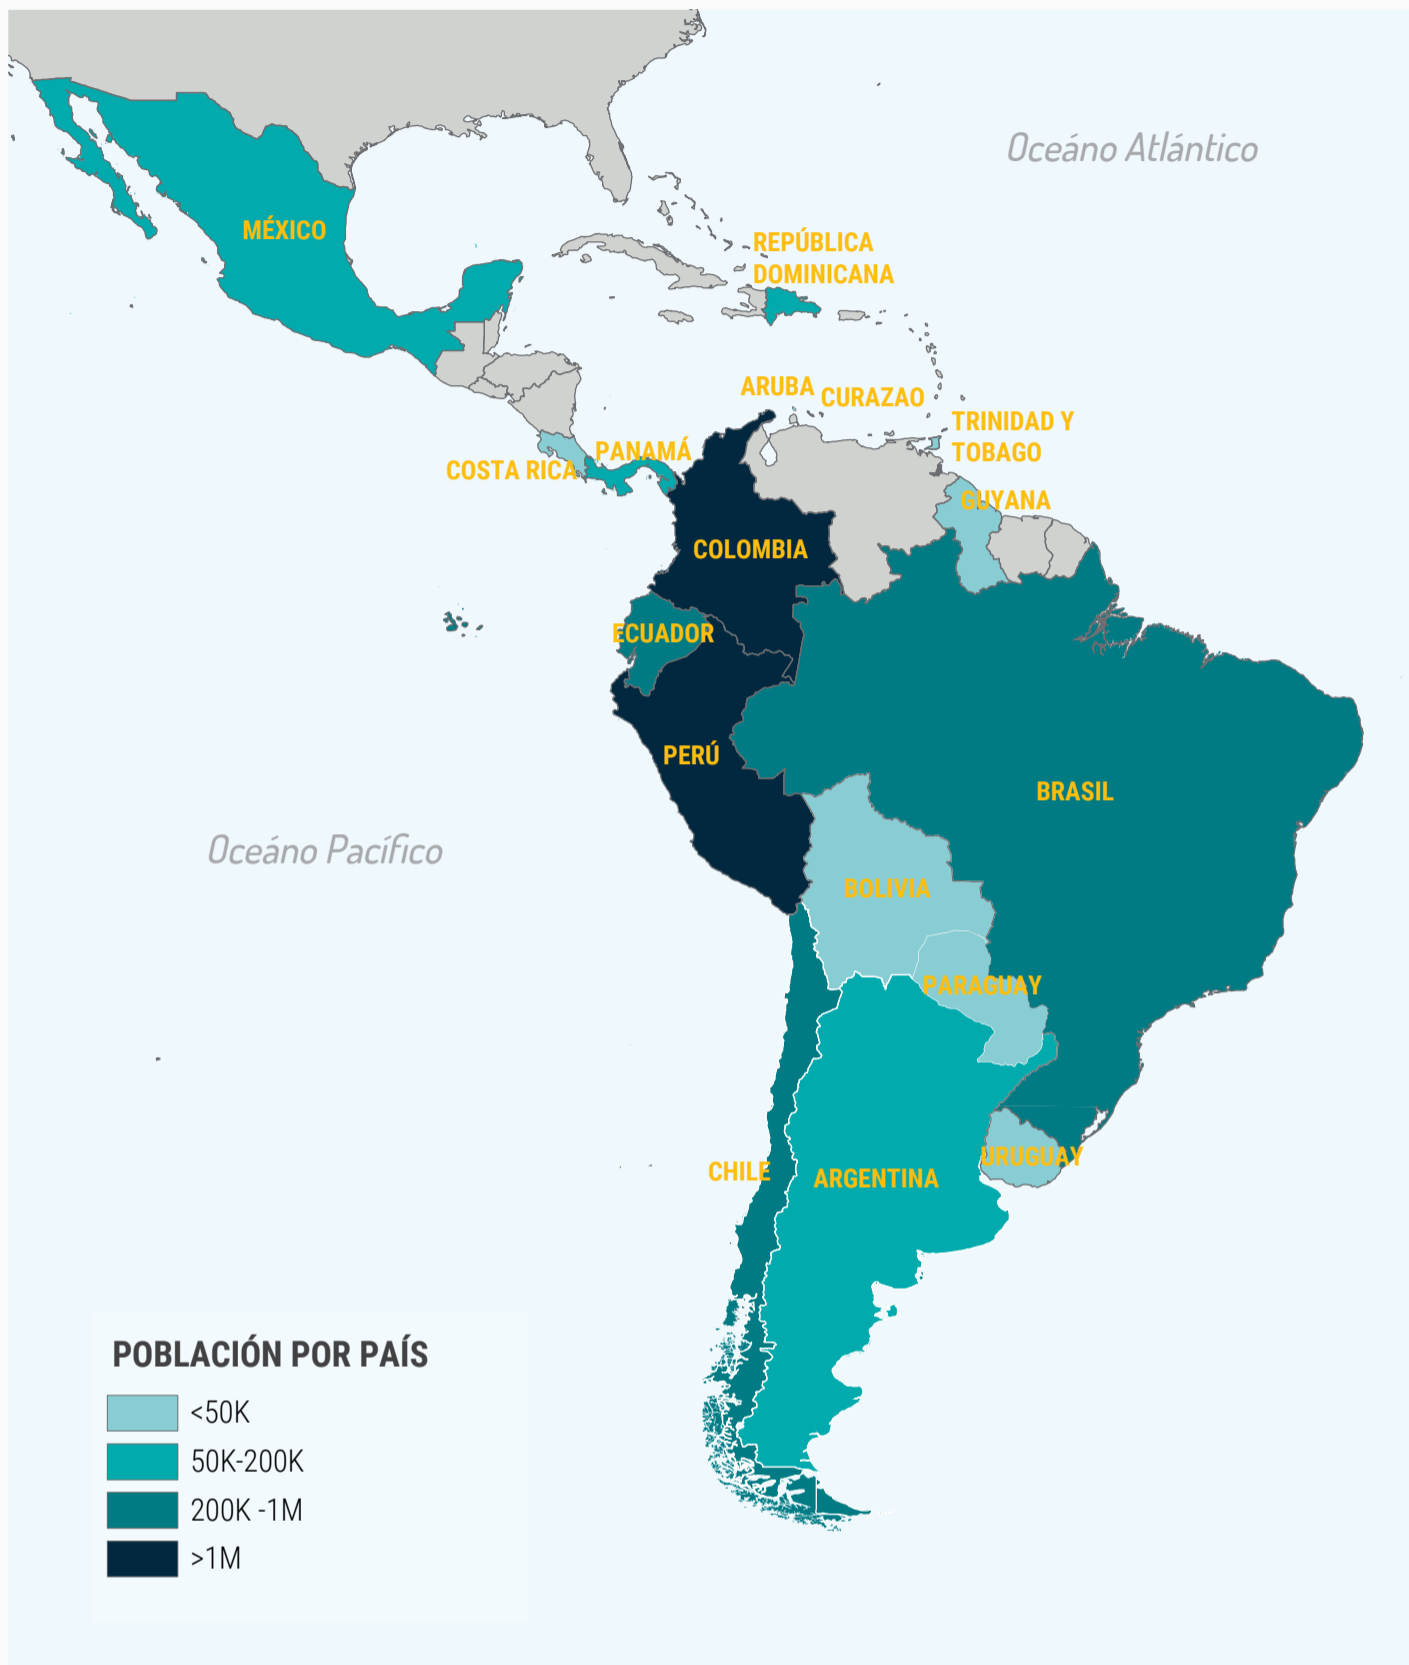 Oceáno Atlántico
MÉXICO
REPÚBLICA
DOMINICANA
ARUBA
CURAZAO
TRINIDAD Y
TOBAGO
PANAMÁ
COSTA RICA
GUYANA
COLOMBIA
ECUADOR
PERÚ
BRASIL
Oceáno Pacífico
BOLIVIA
PARAGUAY
URUGUAY
CHILE
ARGENTINA
POBLACIÓN POR PAÍS
<50K
50K-200K
200K -1M
>1M